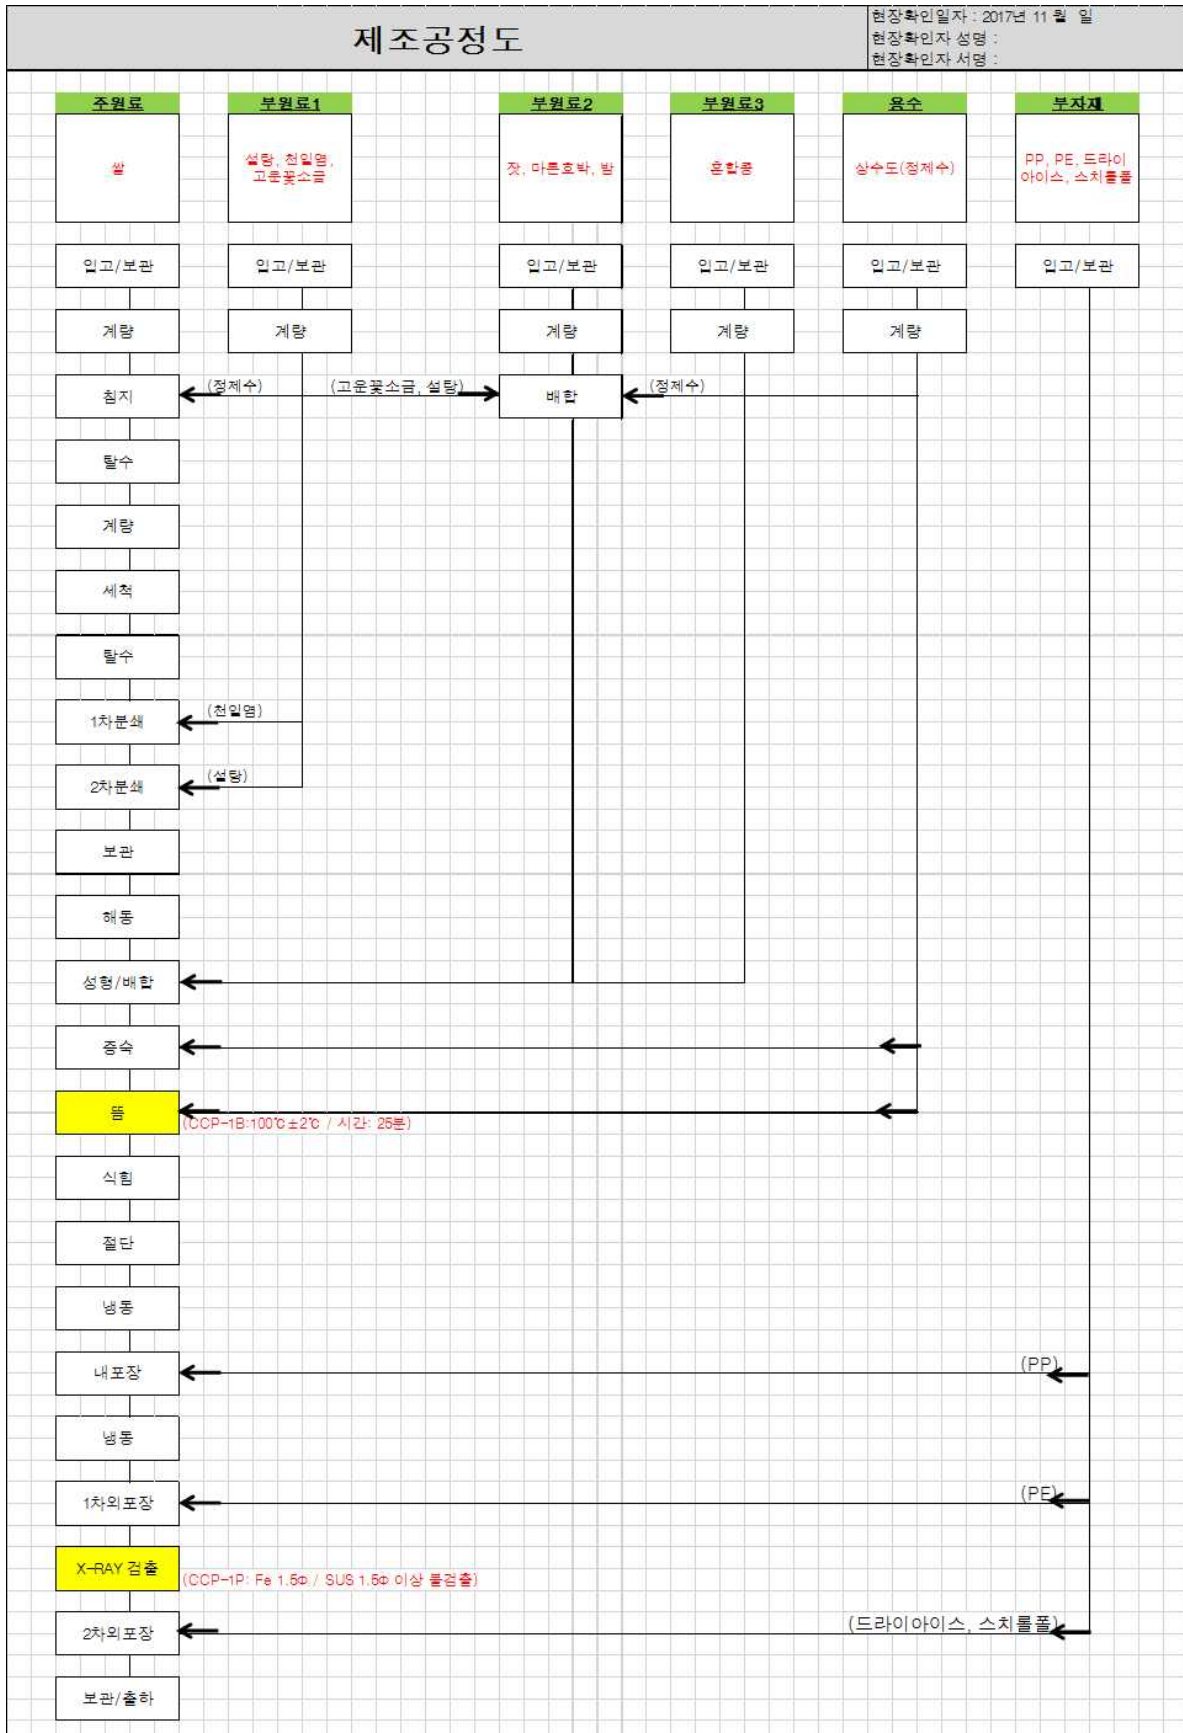 제조공정도
현장확인일자 : 2017년 11 월 일
현장확인자 성명 :
현장확인자 서명 :
주원료
부원료1
부원료2
부원료3
용수
부자재
쌀
설탕, 천일염,
고운꽃소금
잣, 마른호박, 밤
혼합콩
상수도(정제수)
PP, PE, 드라이
아이스, 스치롤폴
입고/보관
입고/보관
입고/보관
입고/보관
입고/보관
입고/보관
계량
계량
계량
계량
계량
침지
(정제수)
(고운꽃소금, 설탕)
배합
(정제수)
탈수
계량
세척
탈수
1차분쇄
(천일염)
2차분쇄
(설탕)
보관
해동
성형/배합
증숙
뜸
(CCP-1B:100℃±2℃ / 시간: 25분)
식힘
절단
냉동
내포장
(PP)
냉동
1차외포장
(PE)
X-RAY 검출
(CCP-1P: Fe 1.5Φ / SUS 1.5Φ 이상 불검출)
2차외포장
(드라이아이스, 스치롤폴)
보관/출하